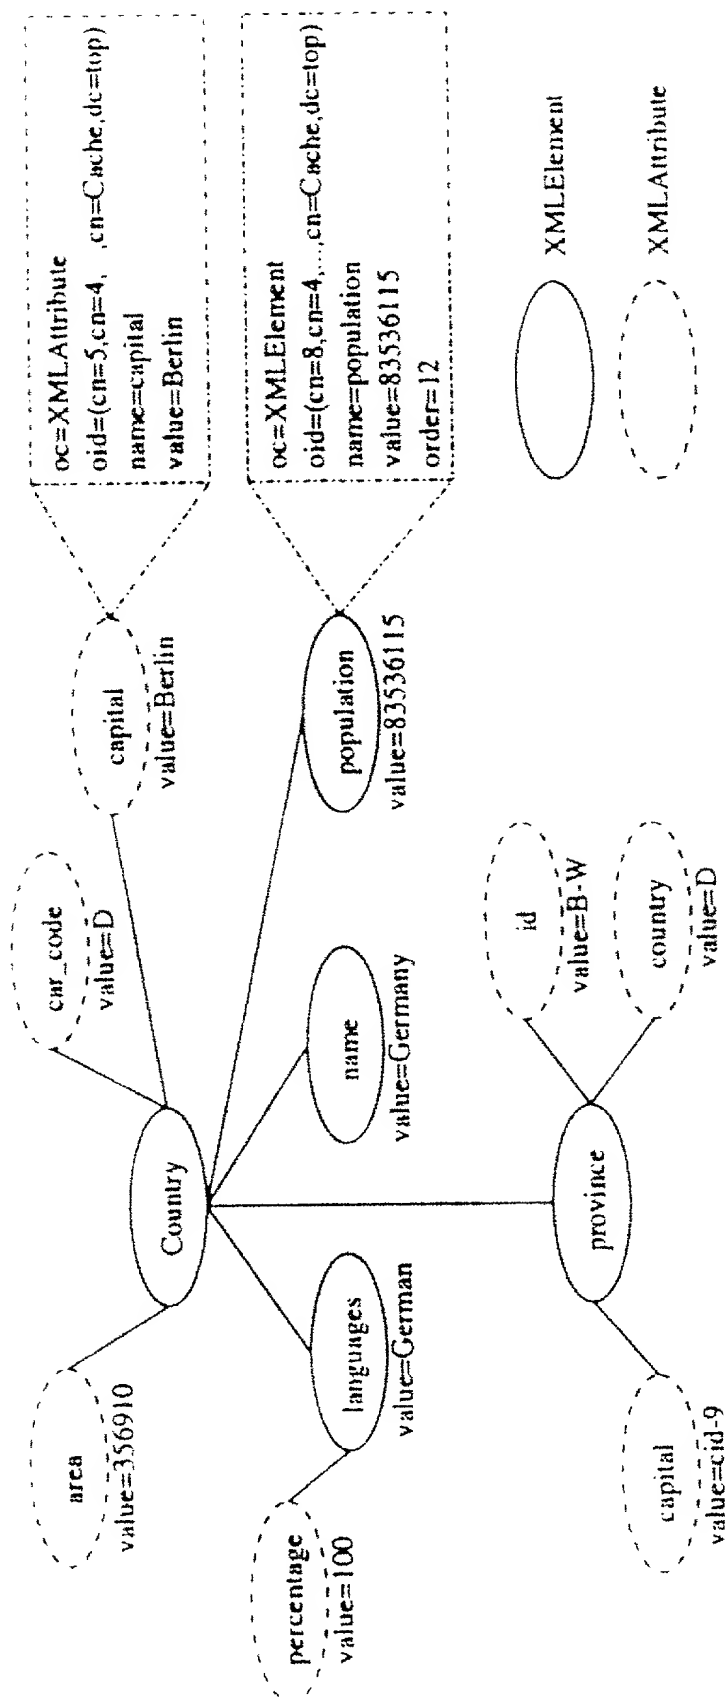 area
value=356910
Country
car_code
value=D
capital
value=Berlin
oc=XMLAttribute
oid=(cn=5,cn=4, ,cn=Cache,dc=top)
name=capital
value=Berlin
percentage
value=100
languages
value=German
name
value=Germany
population
value=83536115
oc=XMLElement
oid=(cn=8,cn=4,...,cn=Cache,dc=top)
name=population
value=83536115
order=12
capital
value=cid-9
province
id
value=B-W
country
value=D
XMLElement
XMLAttribute